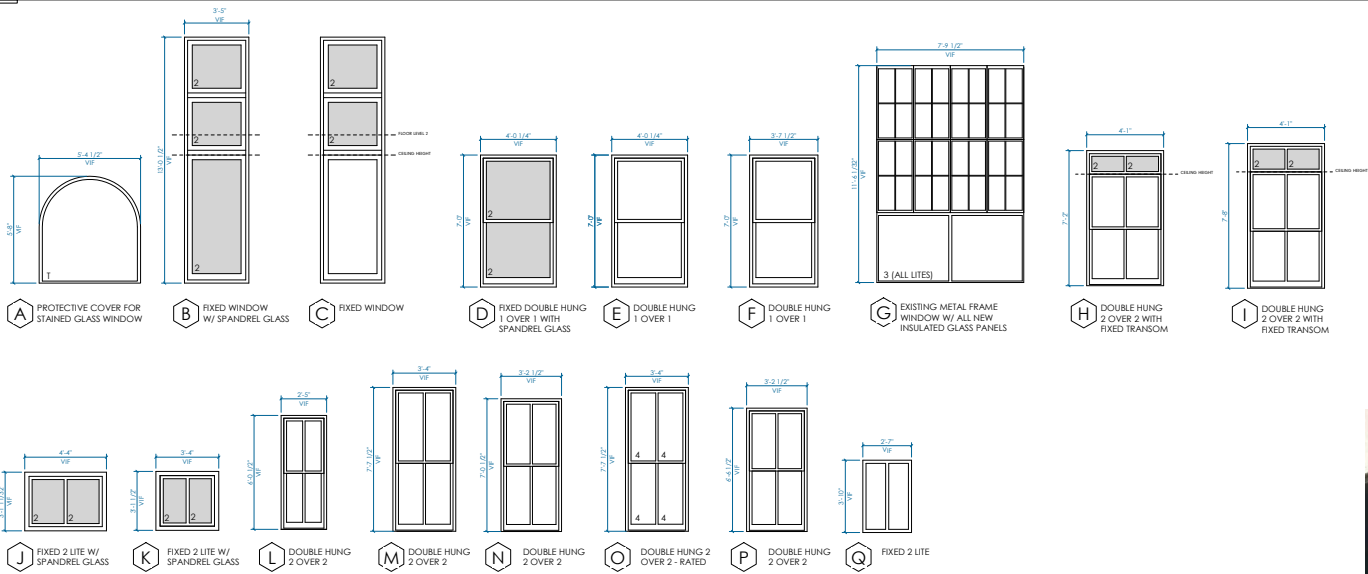 3'-5"
VIF
13'-0 1/2"
VIF
2
2
2
2
2
FLOOR LEVEL 2
CEILING HEIGHT
5'-4 1/2"
VIF
5'-8"
VIF
T
4'-0 1/4"
VIF
7'-0"
VIF
2
2
4'-0 1/4"
VIF
7'-0"
VIF
3'-7 1/2"
VIF
7'-0"
VIF
7'-9 1/2"
VIF
11'-6 1/32"
VIF
3 (ALL LITES)
4'-1"
VIF
7'-2"
VIF
2 2
CEILING HEIGHT
4'-1"
VIF
7'-8"
VIF
2 2
CEILING HEIGHT
A PROTECTIVE COVER FOR
STAINED GLASS WINDOW
B FIXED WINDOW
W/ SPANDREL GLASS
C FIXED WINDOW
D FIXED DOUBLE HUNG
1 OVER 1 WITH
SPANDREL GLASS
E DOUBLE HUNG
1 OVER 1
F DOUBLE HUNG
1 OVER 1
G EXISTING METAL FRAME
WINDOW W/ ALL NEW
INSULATED GLASS PANELS
H DOUBLE HUNG
2 OVER 2 WITH
FIXED TRANSOM
I DOUBLE HUNG
2 OVER 2 WITH
FIXED TRANSOM
4'-4"
VIF
VIF
2 2
3'-4"
VIF
3'-1 1/2"
VIF
2 2
2'-5"
VIF
6'-0 1/2"
VIF
3'-4"
VIF
7'-7 1/2"
VIF
3'-2 1/2"
VIF
7'-0 1/2"
VIF
3'-4"
VIF
7'-7 1/2"
VIF
4 4
4 4
3'-2 1/2"
VIF
6'-6 1/2"
VIF
2'-7"
VIF
3'-10"
VIF
J FIXED 2 LITE W/
SPANDREL GLASS
K FIXED 2 LITE W/
SPANDREL GLASS
L DOUBLE HUNG
2 OVER 2
M DOUBLE HUNG
2 OVER 2
N DOUBLE HUNG
2 OVER 2
O DOUBLE HUNG 2
OVER 2 - RATED
P DOUBLE HUNG
2 OVER 2
Q FIXED 2 LITE